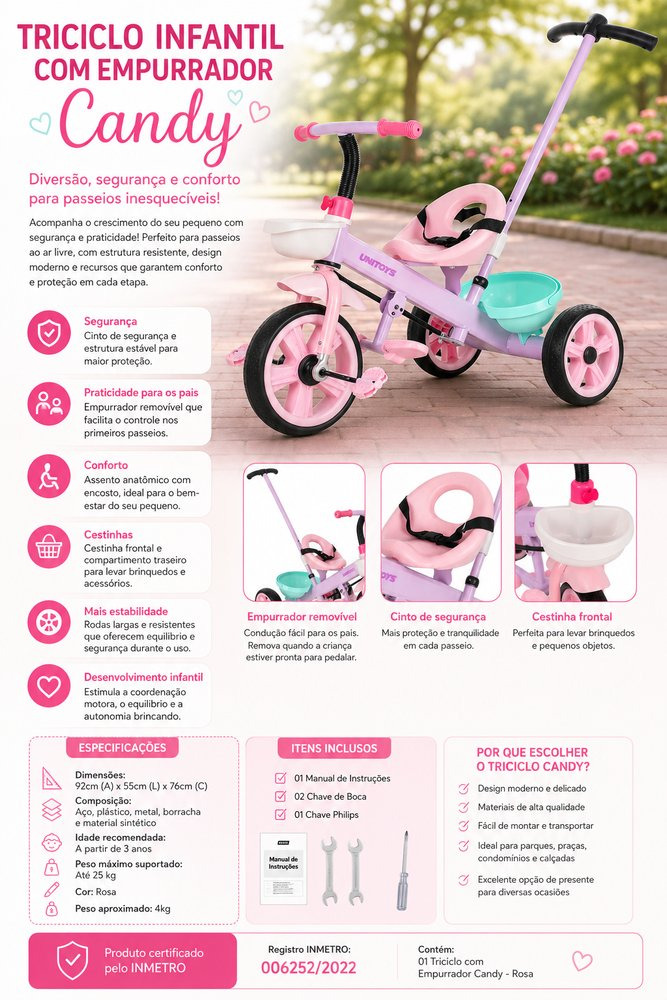 TRICICLO INFANTIL
COM EMPURRADOR
Candy
Diversão, segurança e conforto
para passeios inesquecíveis!
Acompanha o crescimento do seu pequeno com
segurança e praticidade! Perfeito para passeios
ao ar livre, com estrutura resistente, design
moderno e recursos que garantem conforto
e proteção em cada etapa.
UNITOYS
Segurança
Cinto de segurança e
estrutura estável para
maior proteção.
Praticidade para os pais
Empurrador removível que
facilita o controle nos
primeiros passeios.
Conforto
Assento anatômico com
encosto, ideal para o bem-
estar do seu pequeno.
Cestinhas
Cestinha frontal e
compartimento traseiro
para levar brinquedos e
acessórios.
Mais estabilidade
Rodas largas e resistentes
que oferecem equilíbrio e
segurança durante o uso.
Desenvolvimento infantil
Estimula a coordenação
motora, o equilíbrio e a
autonomia brincando.
UNITOYS
Empurrador removível
Condução fácil para os pais.
Remova quando a criança
estiver pronta para pedalar.
Cinto de segurança
Mais proteção e tranquilidade
em cada passeio.
Cestinha frontal
Perfeita para levar brinquedos
e pequenos objetos.
ESPECIFICAÇÕES
Dimensões:
92cm (A) x 55cm (L) x 76cm (C)
Composição:
Aço, plástico, metal, borracha
e material sintético
Idade recomendada:
A partir de 3 anos
Peso máximo suportado:
Até 25 kg
Cor: Rosa
Peso aproximado: 4kg
ITENS INCLUSOS
01 Manual de Instruções
02 Chave de Boca
01 Chave Philips
Manual de
Instruções
POR QUE ESCOLHER
O TRICICLO CANDY?
Design moderno e delicado
Materiais de alta qualidade
Fácil de montar e transportar
Ideal para parques, praças,
condomínios e calçadas
Excelente opção de presente
para diversas ocasiões
Produto certificado
pelo INMETRO
Registro INMETRO:
006252/2022
Contém:
01 Triciclo com
Empurrador Candy - Rosa